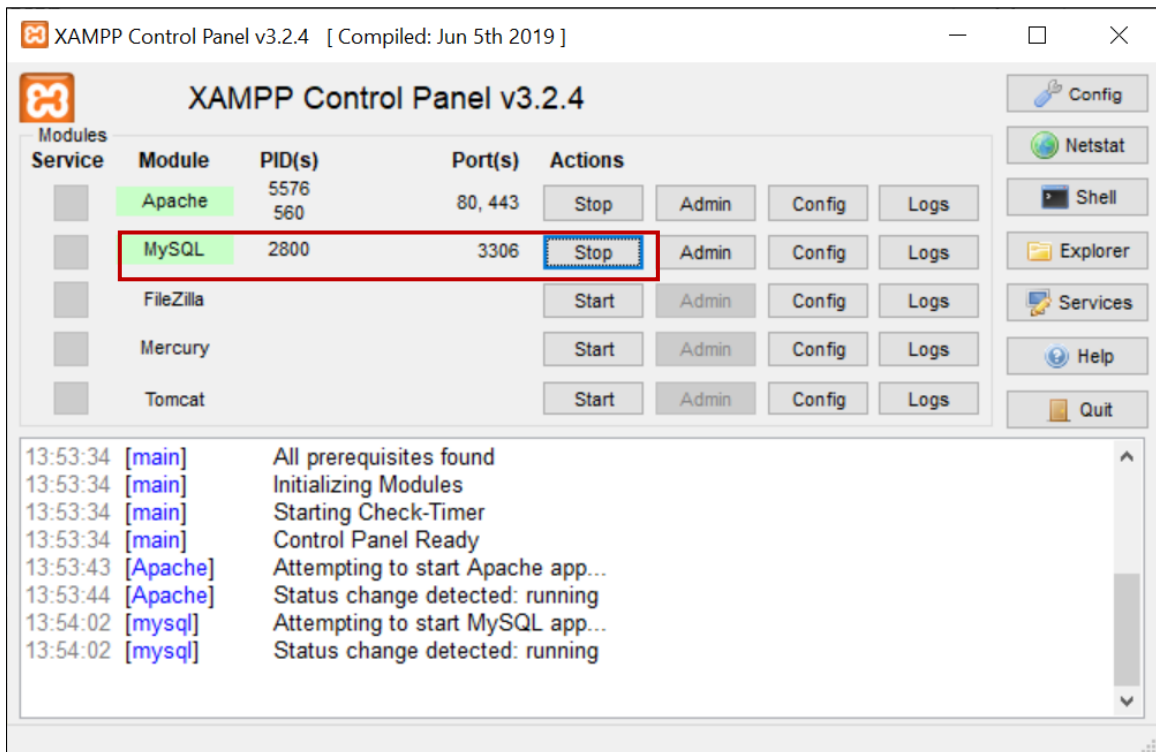 XAMPP Control Panel v3.2.4 [ Compiled: Jun 5th 2019 ]
XAMPP Control Panel v3.2.4
Config
Modules
Service Module PID(s) Port(s) Actions
Netstat
Apache 5576 560 80, 443 Stop Admin Config Logs
Shell
MySQL 2800 3306 Stop Admin Config Logs
Explorer
FileZilla Start Admin Config Logs
Services
Mercury Start Admin Config Logs
Help
Tomcat Start Admin Config Logs
Quit
13:53:34 [main] All prerequisites found
13:53:34 [main] Initializing Modules
13:53:34 [main] Starting Check-Timer
13:53:34 [main] Control Panel Ready
13:53:43 [Apache] Attempting to start Apache app...
13:53:44 [Apache] Status change detected: running
13:54:02 [mysql] Attempting to start MySQL app...
13:54:02 [mysql] Status change detected: running